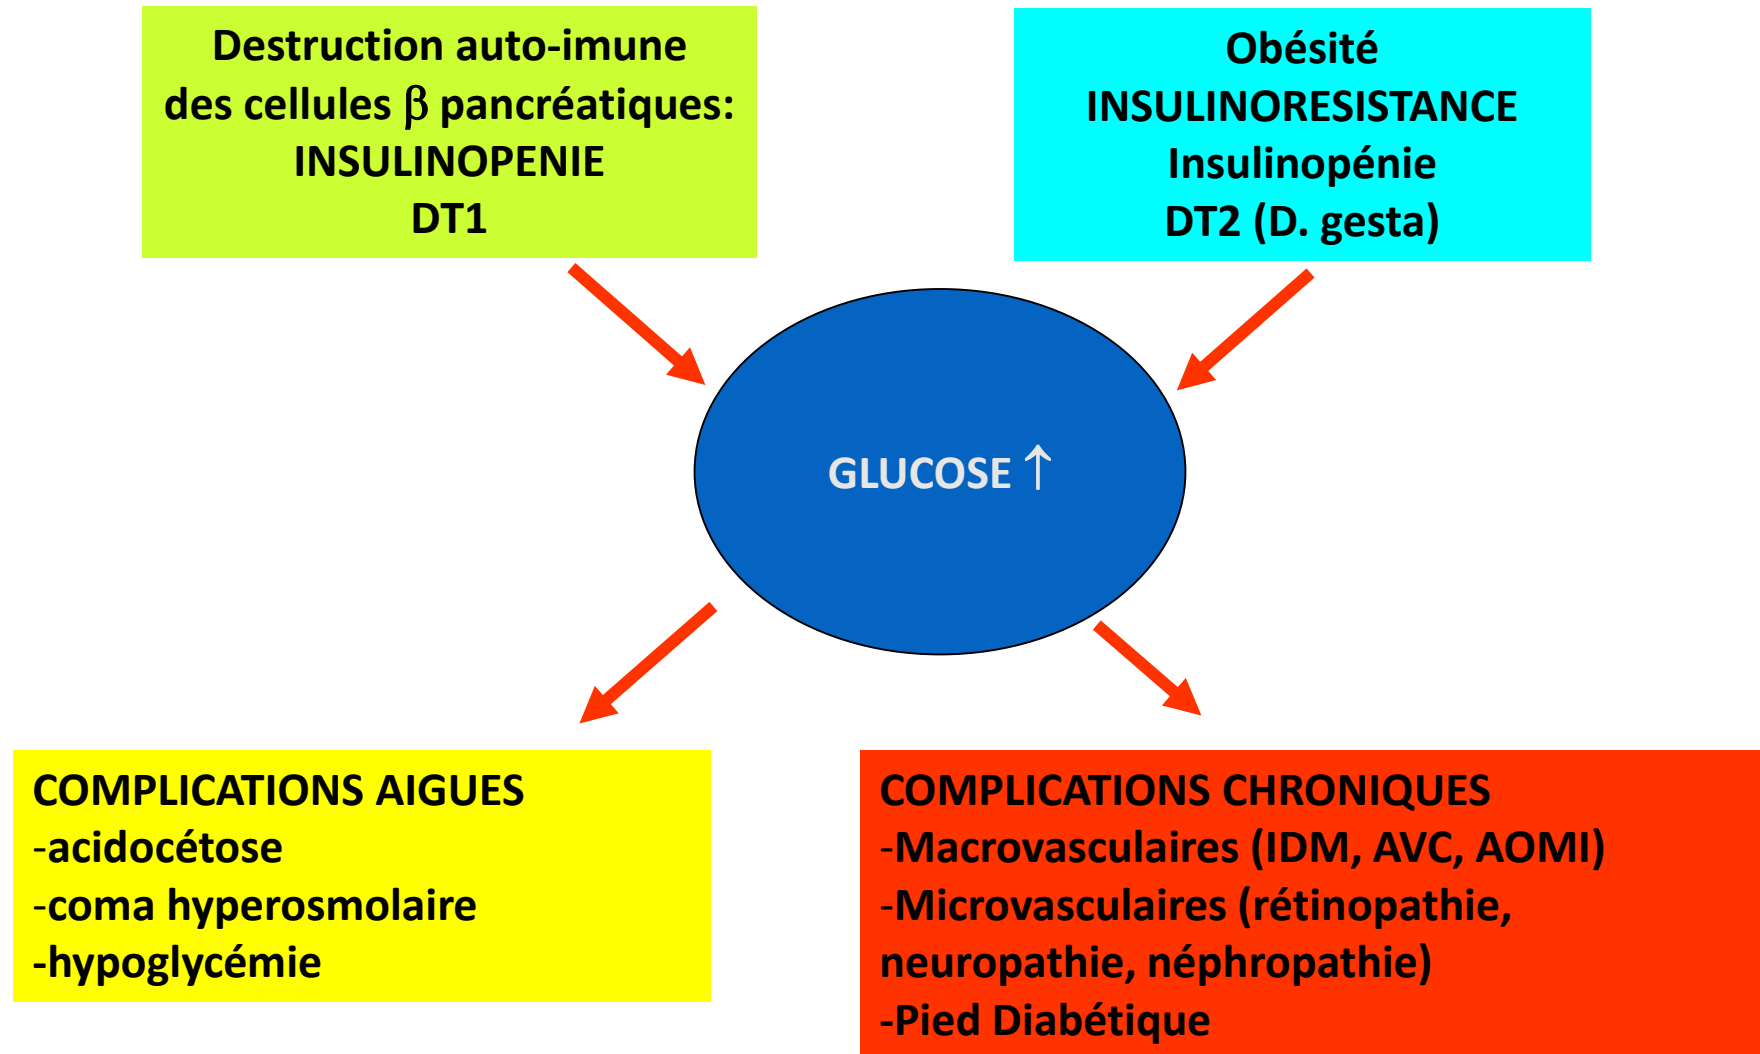 Destruction auto-imune
des cellules β pancréatiques:
INSULINOPENIE
DT1
Obésité
INSULINORESISTANCE
Insulinopénie
DT2 (D. gesta)
GLUCOSE ↑
COMPLICATIONS AIGUES
-acidocétose
-coma hyperosmolaire
-hypoglycémie
COMPLICATIONS CHRONIQUES
-Macrovasculaires (IDM, AVC, AOMI)
-Microvasculaires (rétinopathie,
neuropathie, néphropathie)
-Pied Diabétique